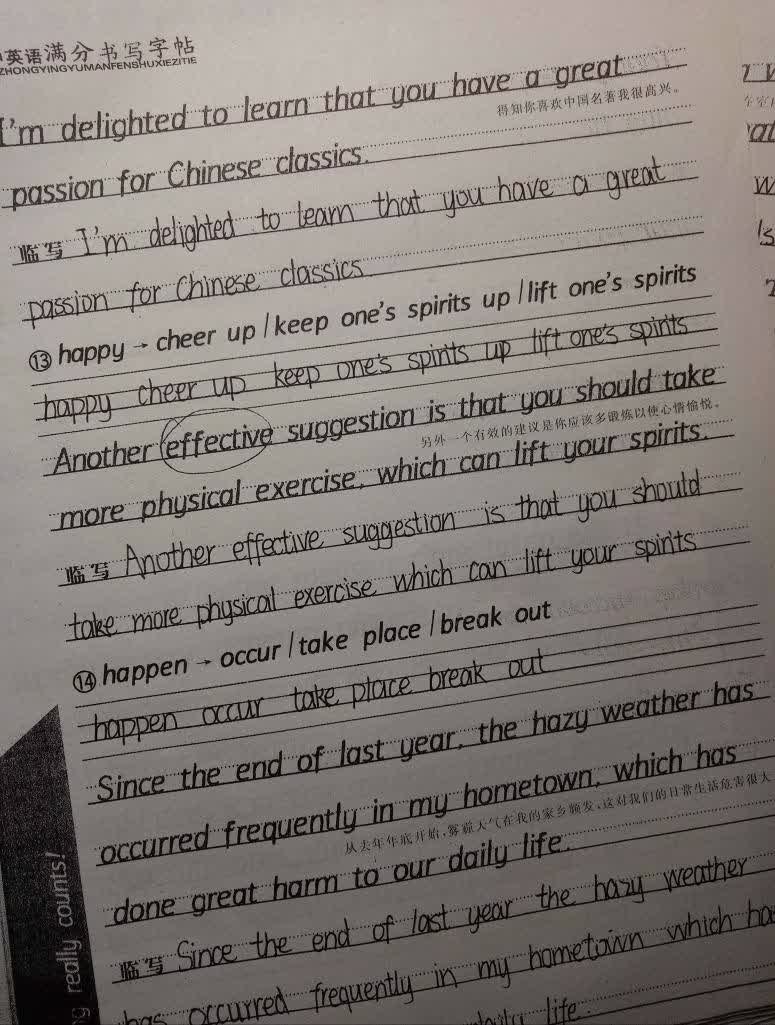 英语满分书写字帖
ZHONGYINGYUMANFENSHUXIEZITIE
I'm delighted to learn that you have a great
得知你喜欢中国名著我很高兴。
passion for Chinese classics.
临写 I'm delighted to learn that you have a great
passion for Chinese classics
⑬ happy → cheer up / keep one's spirits up / lift one's spirits
happy cheer up keep one's spirits up lift one's spirits
Another effective suggestion is that you should take
另外一个有效的建议是你应该多锻炼以使心情愉悦。
more physical exercise, which can lift your spirits.
临写 Another effective suggestion is that you should
take more physical exercise which can lift your spirits
⑭ happen → occur / take place / break out
happen occur take place break out
Since the end of last year, the hazy weather has
occurred frequently in my hometown, which has
从去年年底开始,雾霾天气在我的家乡频发,这对我们的日常生活危害很大
done great harm to our daily life.
临写 Since the end of last year the hazy weather
has occurred frequently in my hometown which
daily life.
really counts!